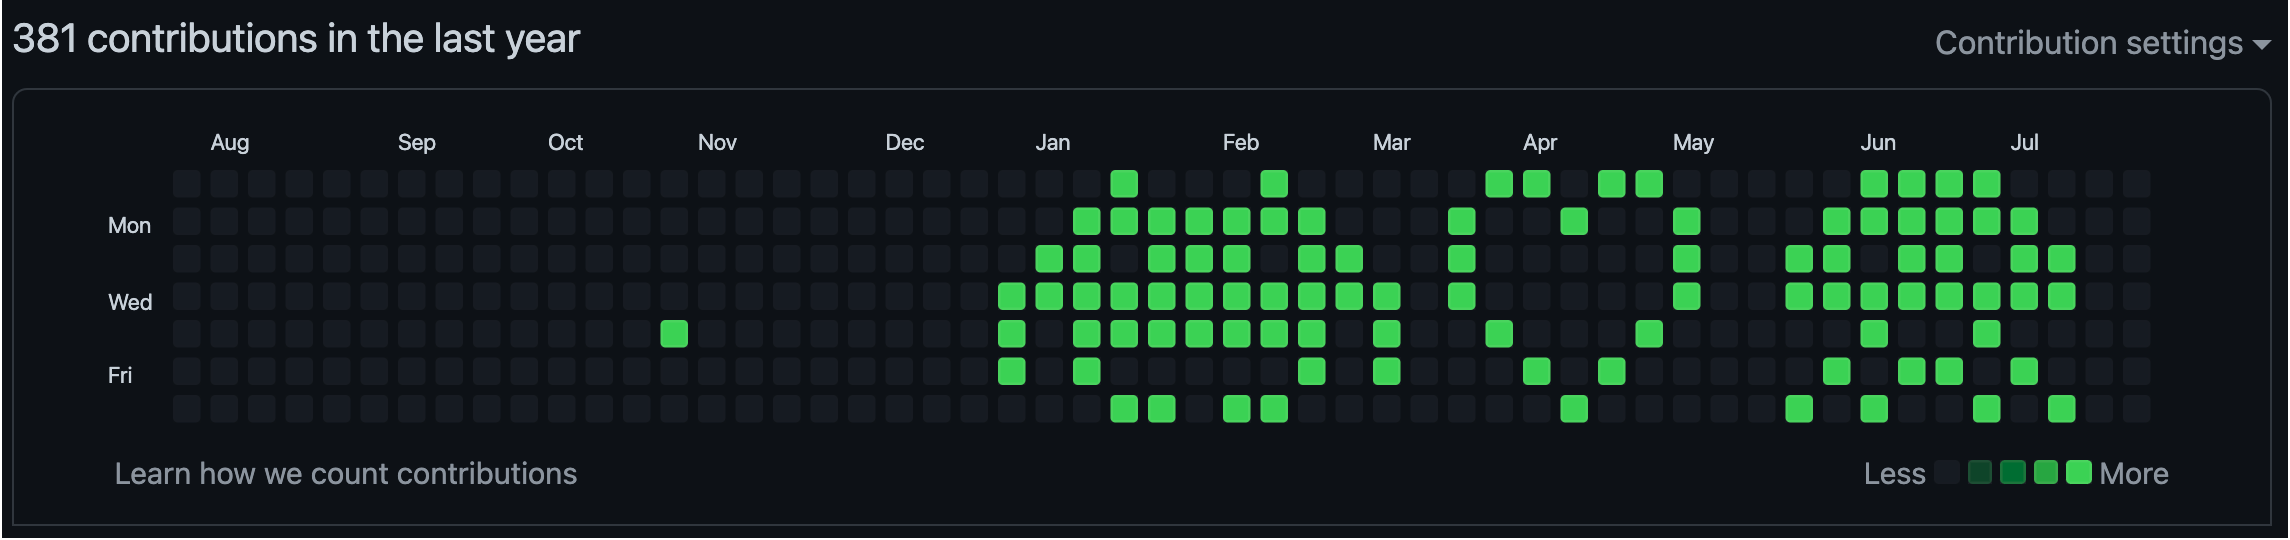 381 contributions in the last year
Contribution settings
Aug Sep Oct Nov Dec Jan Feb Mar Apr May Jun Jul
Mon
Wed
Fri
Learn how we count contributions
Less More